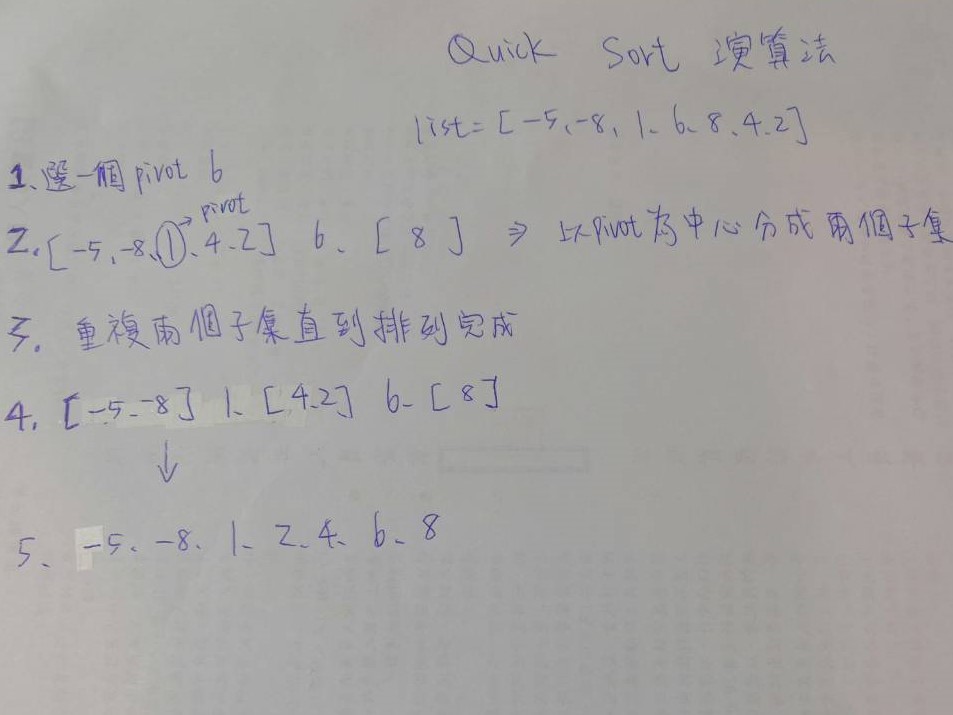 Quick Sort 演算法
list = [-5、-8、1、6、8、4、2]
1、選一個 pivot 6
→ pivot
2. [-5、-8、1、4、2] 6、[8] ⇒ 以pivot為中心分成兩個子集
3. 重複兩個子集直到排列完成
4. [-5、-8] 1、[4、2] 6、[8]
↓
5、 -5、-8、1、2、4、6、8